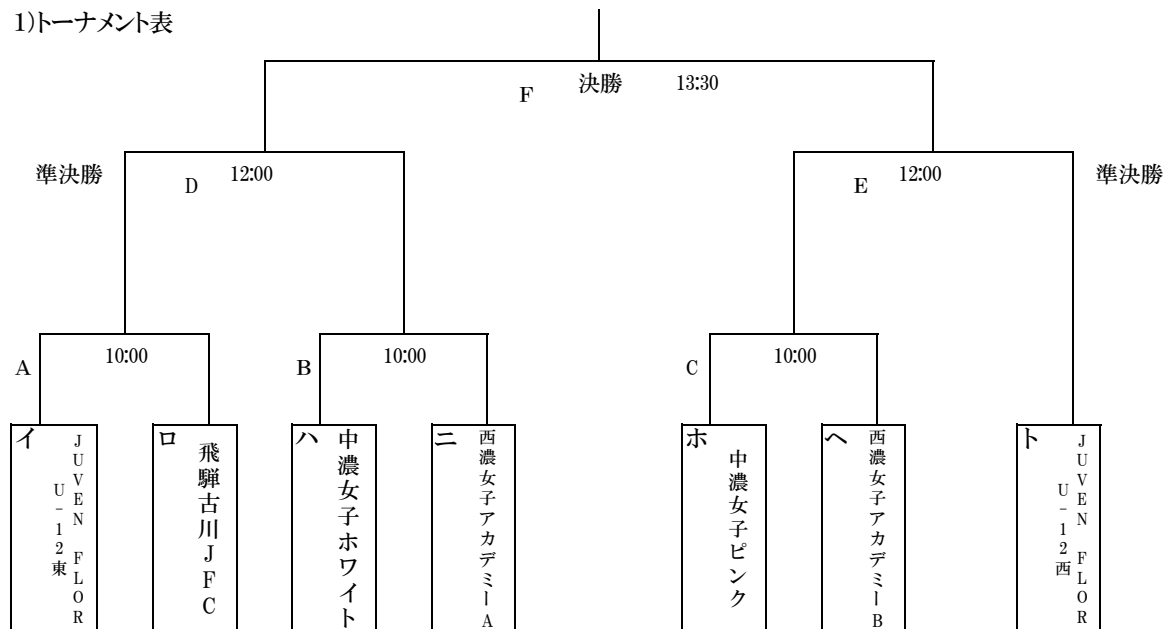 1)トーナメント表
F 決勝 13:30
準決勝 D 12:00
E 12:00 準決勝
A 10:00
B 10:00
C 10:00
イ
JUVEN FLOR
U-12東
ロ
飛騨古川JFC
ハ
中濃女子ホワイト
ニ
西濃女子アカデミーA
ホ
中濃女子ピンク
ヘ
西濃女子アカデミーB
ト
JUVEN FLOR
U-12西